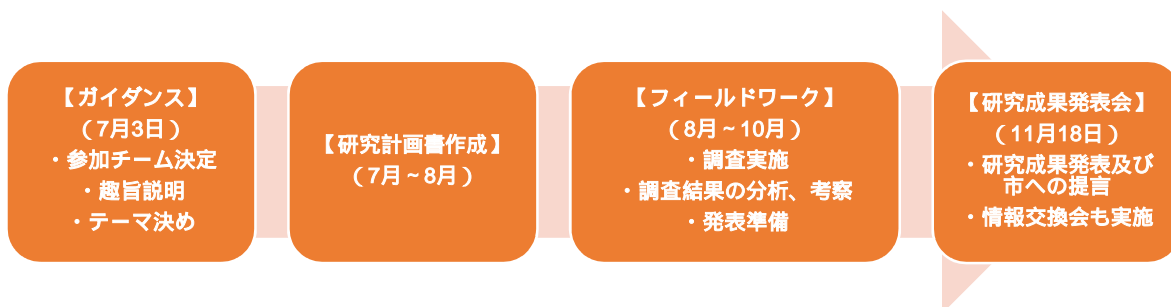 【ガイダンス】
（7月3日）
・参加チーム決定
・趣旨説明
・テーマ決め
【研究計画書作成】
（7月～8月）
【フィールドワーク】
（8月～10月）
・調査実施
・調査結果の分析、考察
・発表準備
【研究成果発表会】
（11月18日）
・研究成果発表及び
市への提言
・情報交換会も実施